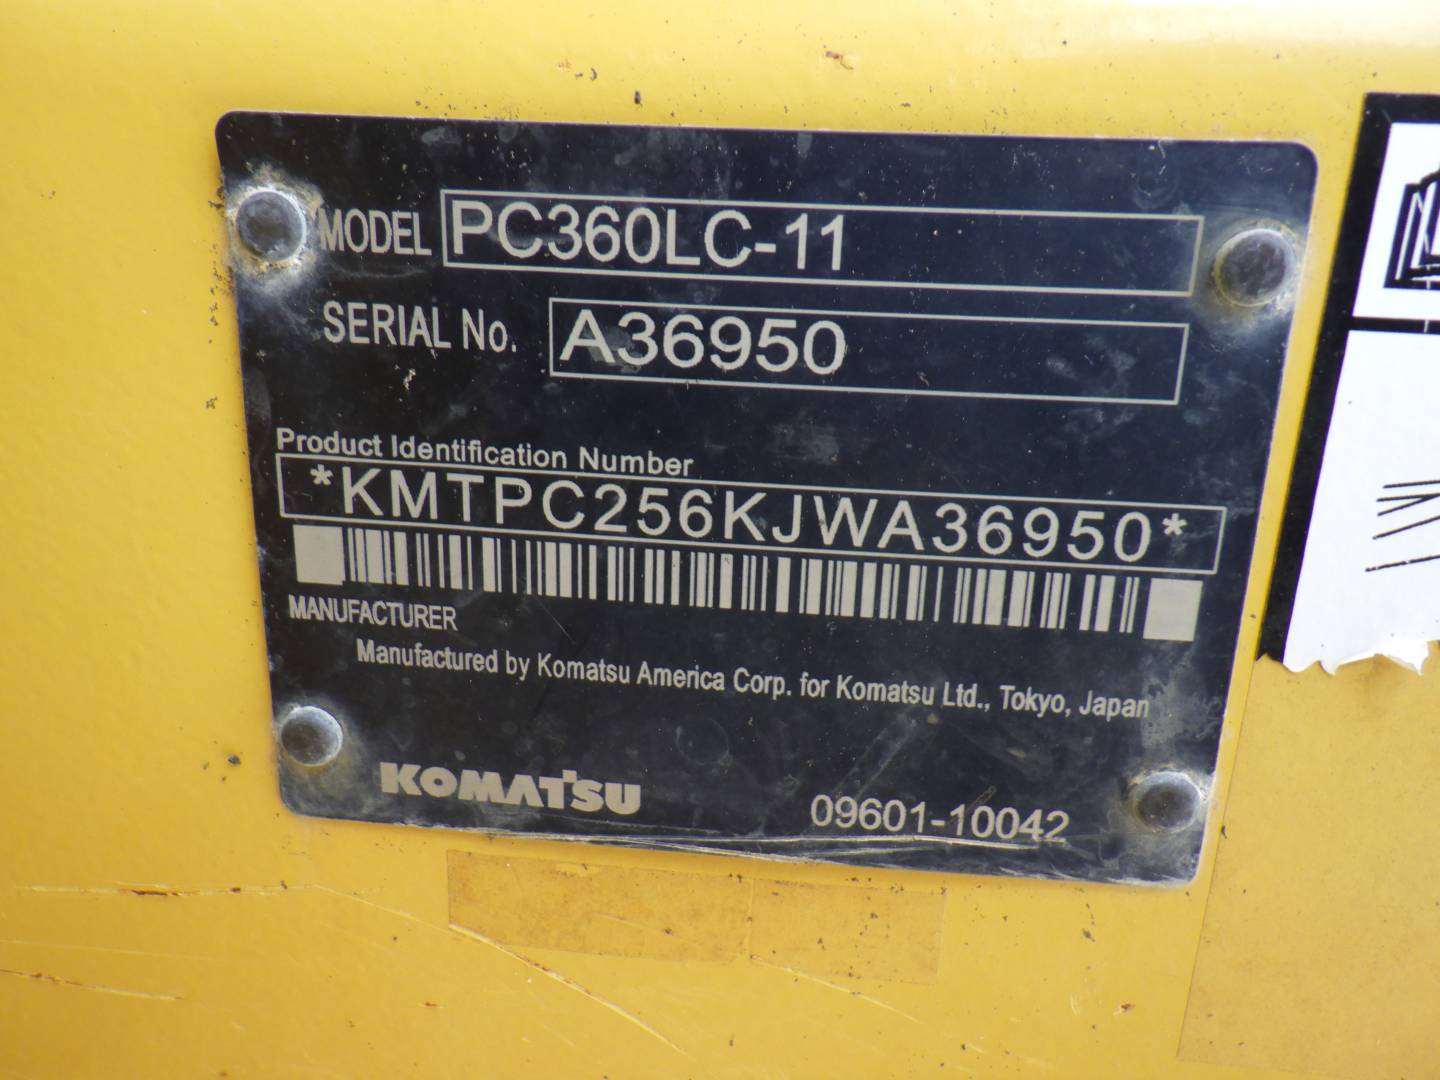 MODEL PC360LC-11
SERIAL No. A36950
Product Identification Number
*KMTPC256KJWA36950*
MANUFACTURER
Manufactured by Komatsu America Corp. for Komatsu Ltd., Tokyo, Japan
KOMATSU 09601-10042